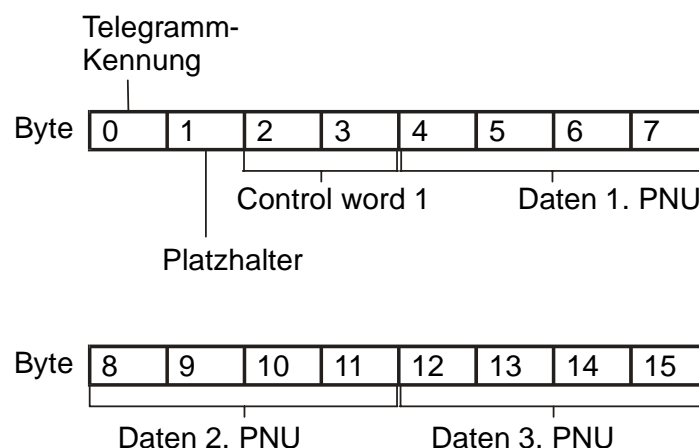 Telegramm-
Kennung
Byte 0 1 2 3 4 5 6 7
Control word 1 Daten 1. PNU
Platzhalter
Byte 8 9 10 11 12 13 14 15
Daten 2. PNU Daten 3. PNU